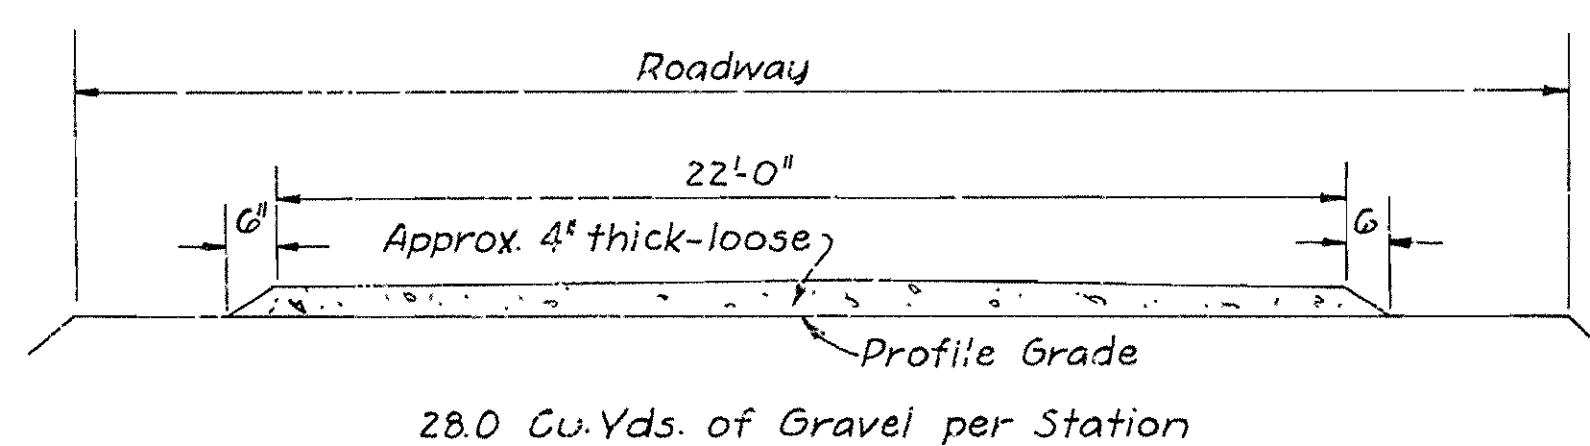 Roadway
22'-0"
6"
Approx. 4" thick-loose
6
Profile Grade
28.0 Cu. Yds. of Gravel per Station